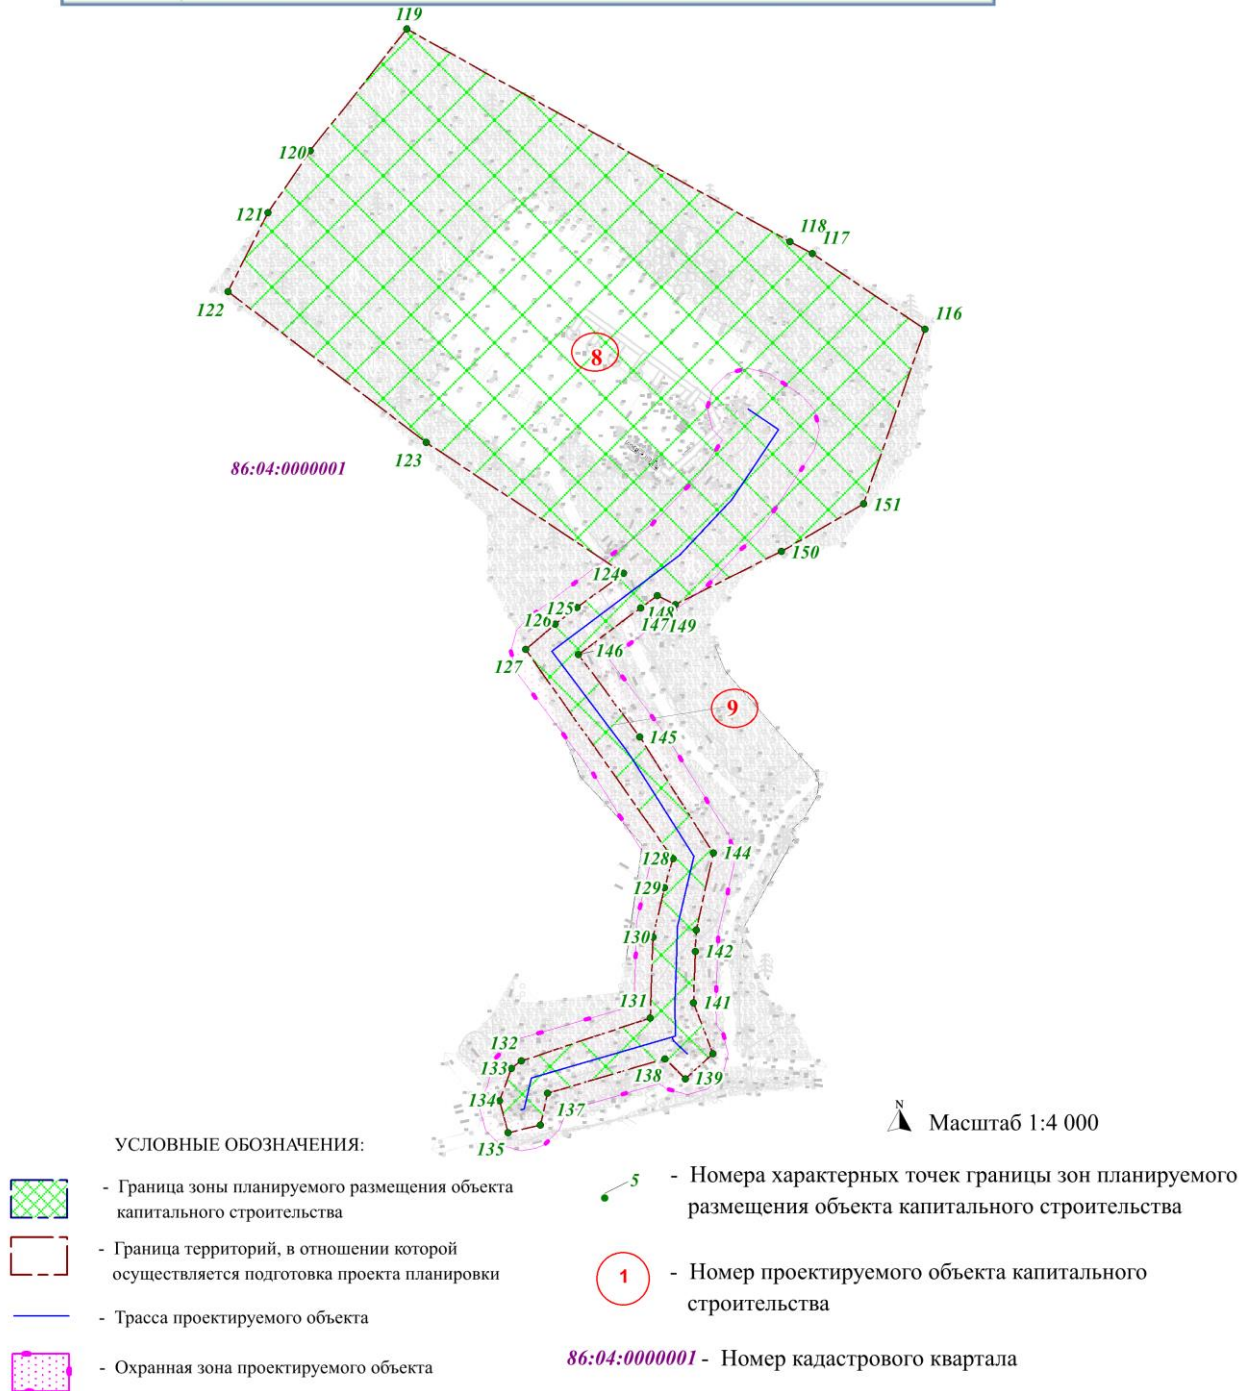 119
120
118
121
117
122
116
8
123
86:04:0000001
151
150
124
125
148
126
147
149
146
127
9
145
128
144
129
130
142
131
141
132
133
138
139
134
137
135
N
Масштаб 1:4 000
УСЛОВНЫЕ ОБОЗНАЧЕНИЯ:
- Граница зоны планируемого размещения объекта
капитального строительства
- Граница территорий, в отношении которой
осуществляется подготовка проекта планировки
- Трасса проектируемого объекта
- Охранная зона проектируемого объекта
5
- Номера характерных точек границы зон планируемого
размещения объекта капитального строительства
1
- Номер проектируемого объекта капитального
строительства
86:04:0000001 - Номер кадастрового квартала